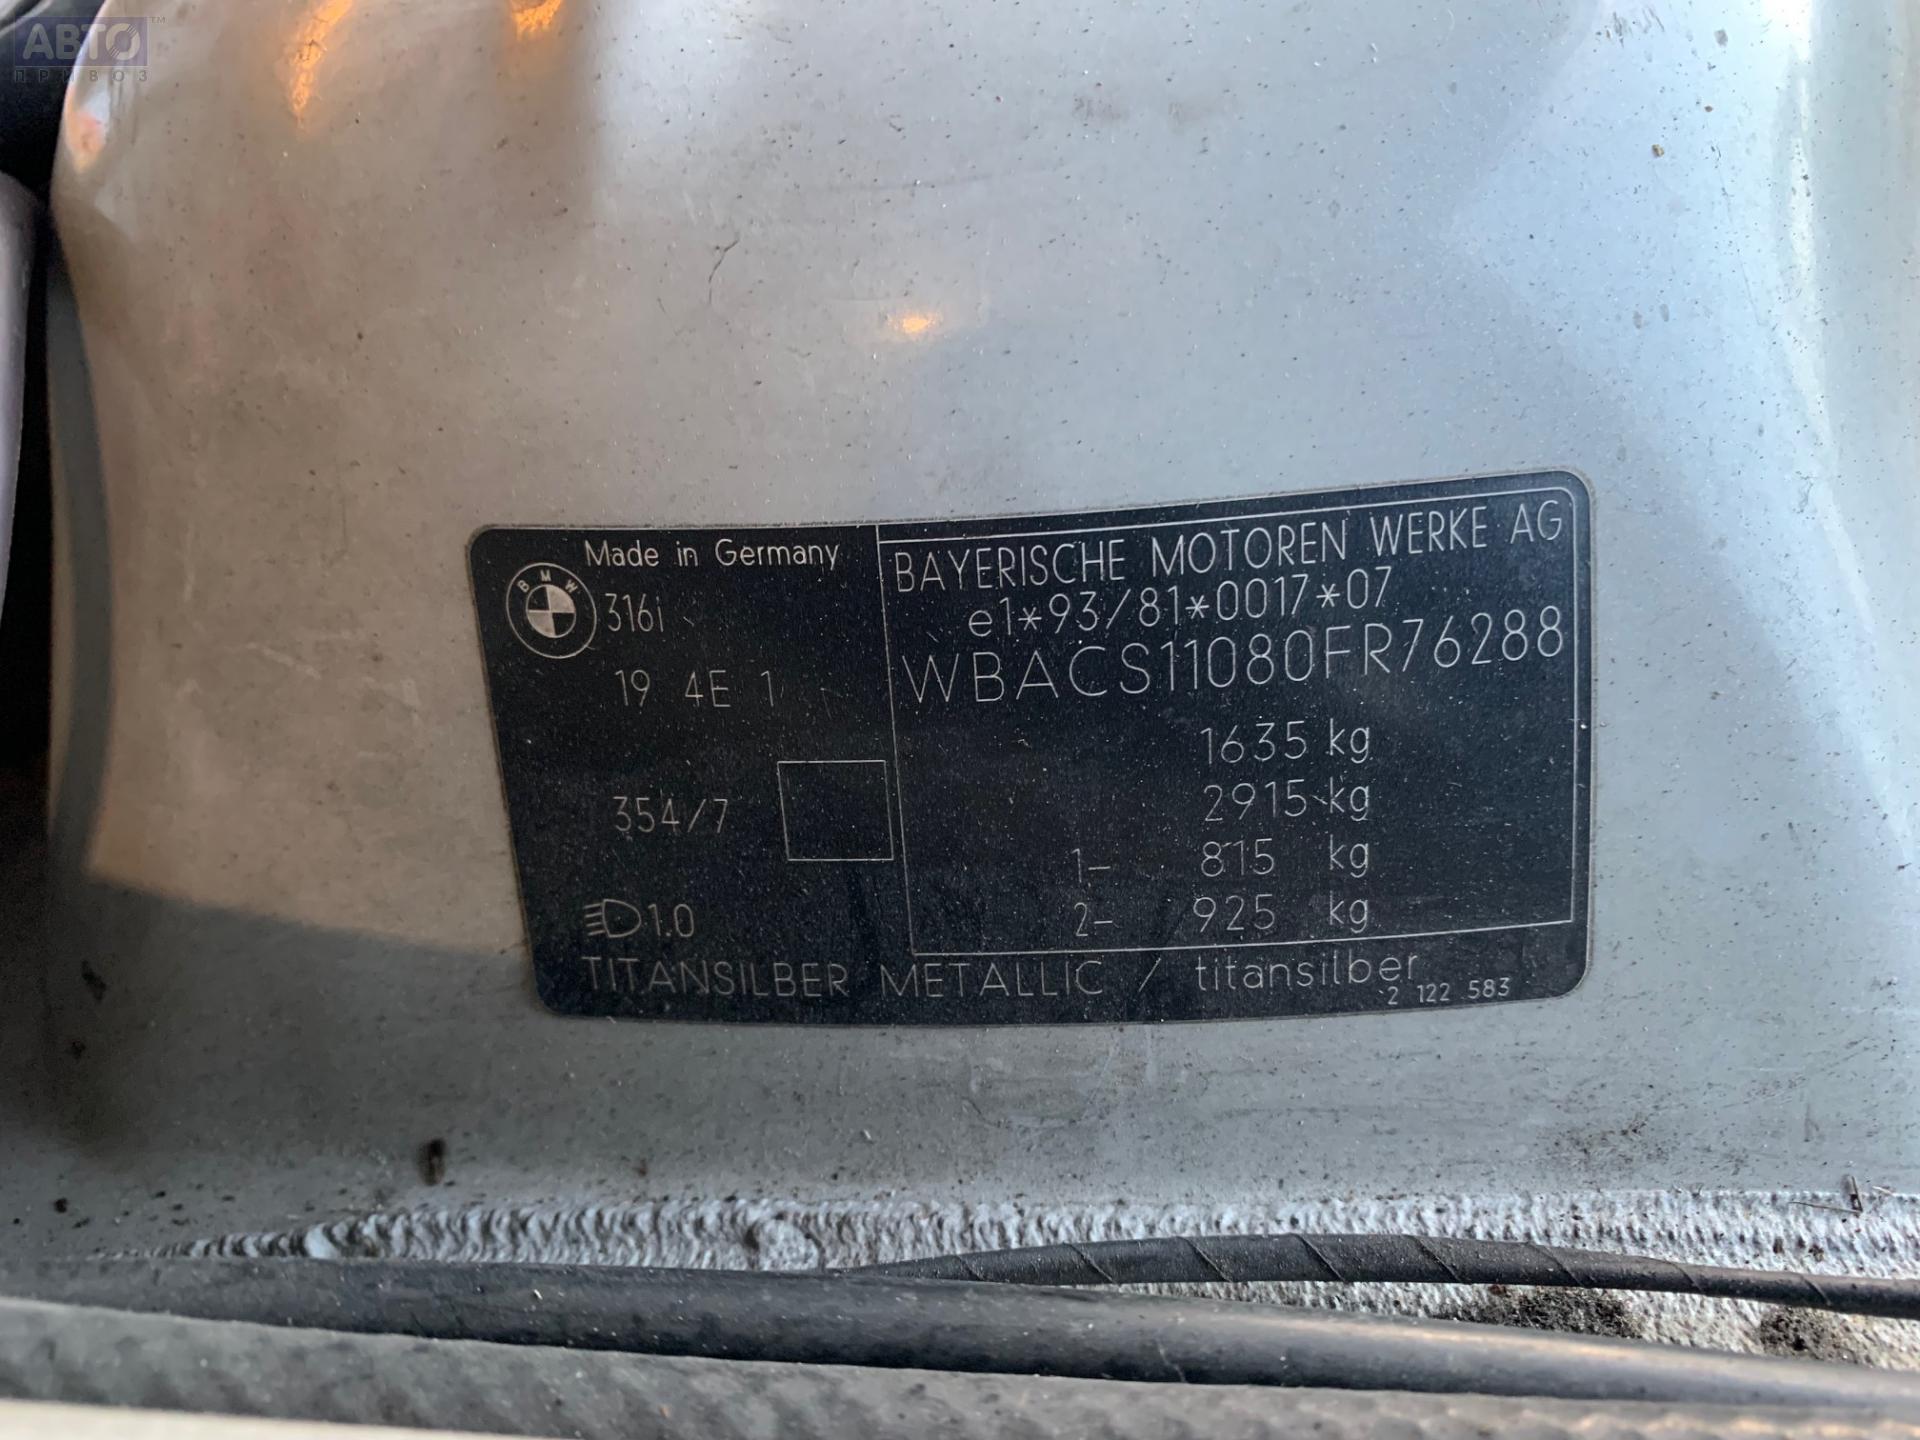 АВТО™
ПРИВОЗ
Made in Germany
BMW
316i
19 4E 1
354/7
1.0
BAYERISCHE MOTOREN WERKE AG
e1*93/81*0017*07
WBACS11080FR76288
1635 kg
2915 kg
1- 815 kg
2- 925 kg
TITANSILBER METALLIC / titansilber
2 122 583